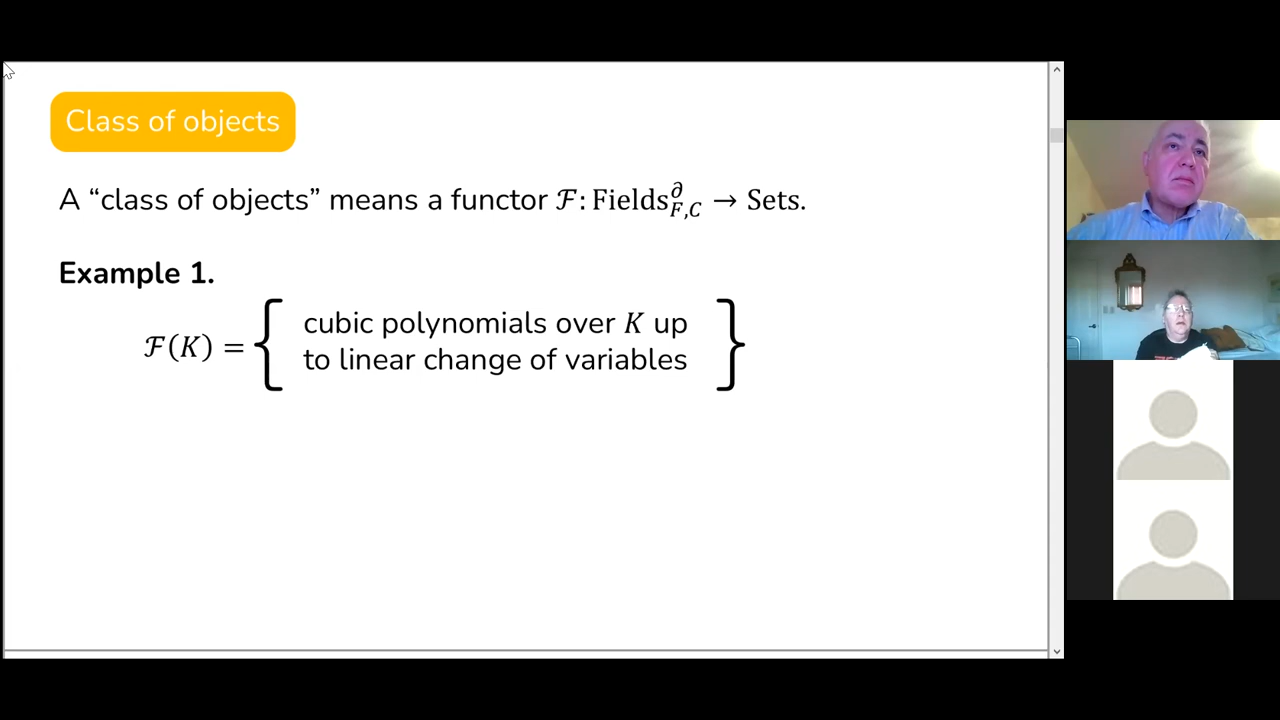 Class of objects
A “class of objects” means a functor ℱ: Fields^∂_{F,C} → Sets.
Example 1.
ℱ(K) = { cubic polynomials over K up
to linear change of variables }